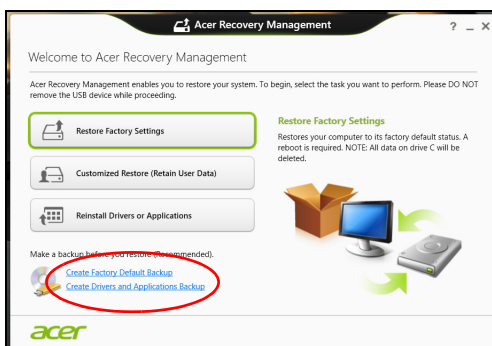 Acer Recovery Management
Welcome to Acer Recovery Management
Acer Recovery Management enables you to restore your system. To begin, select the task you want to perform. Please DO NOT
remove the USB device while proceeding.
Restore Factory Settings
Customized Restore (Retain User Data)
Reinstall Drivers or Applications
Make a backup before you restore (Recommended).
Create Factory Default Backup
Create Drivers and Applications Backup
Restore Factory Settings
Restores your computer to its factory default status. A
reboot is required. NOTE: All data on drive C will be
deleted.
acer